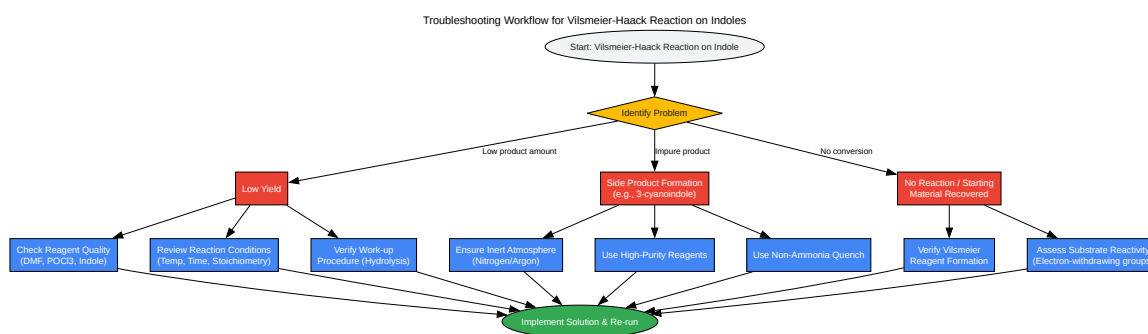 Troubleshooting Workflow for Vilsmeier-Haack Reaction on Indoles
Start: Vilsmeier-Haack Reaction on Indole
Identify Problem
Low product amount
Impure product
No conversion
Low Yield
Side Product Formation
(e.g., 3-cyanoindole)
No Reaction / Starting
Material Recovered
Check Reagent Quality
(DMF, POCl3, Indole)
Review Reaction Conditions
(Temp, Time, Stoichiometry)
Verify Work-up
Procedure (Hydrolysis)
Ensure Inert Atmosphere
(Nitrogen/Argon)
Use High-Purity Reagents
Use Non-Ammonia Quench
Verify Vilsmeier
Reagent Formation
Assess Substrate Reactivity
(Electron-withdrawing groups
Implement Solution & Re-run